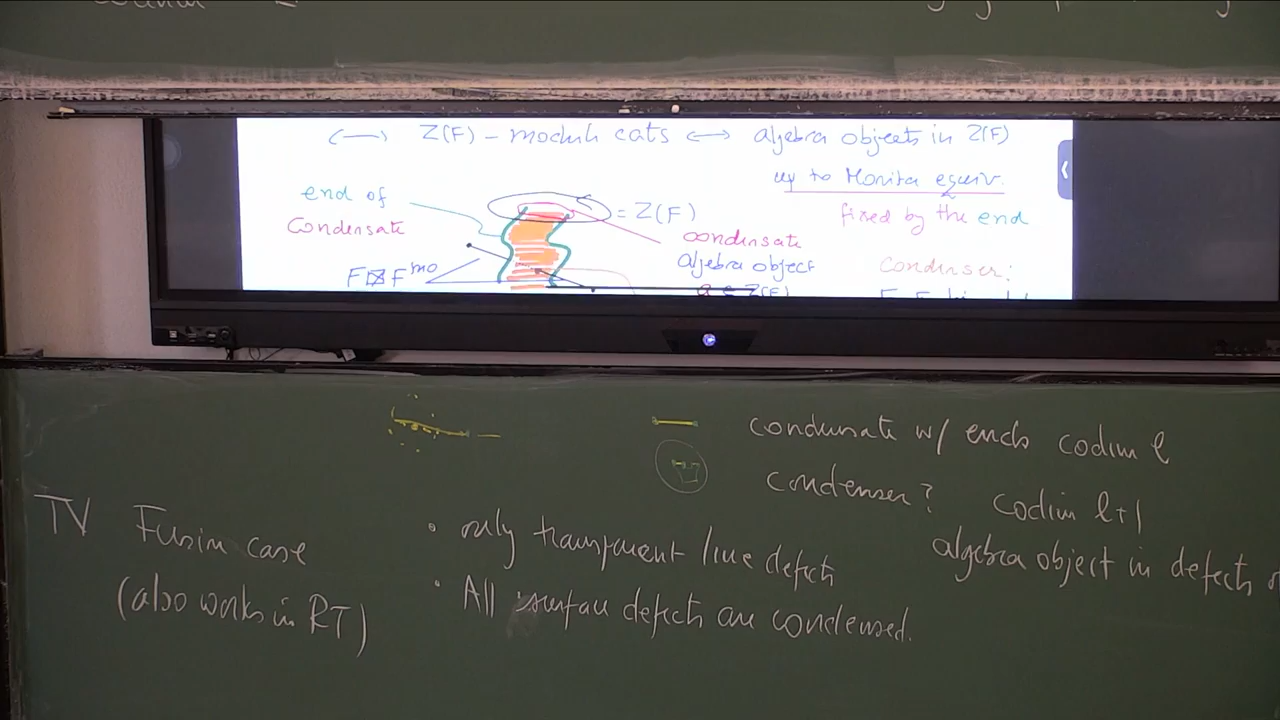 ⟷ Z(F) - module cats ⟷ algebra objects in Z(F)
up to Morita equiv.
end of
Condensate
= Z(F)
fixed by the end
condensate
algebra object
a ∈ Z(F)
F⊠F^mo
Condenser:
condensate w/ ends codim l
condenser? codim l+1
algebra object in defects
TV Fusion case
(also works in RT)
• only transparent line defects
• All surface defects are condensed.